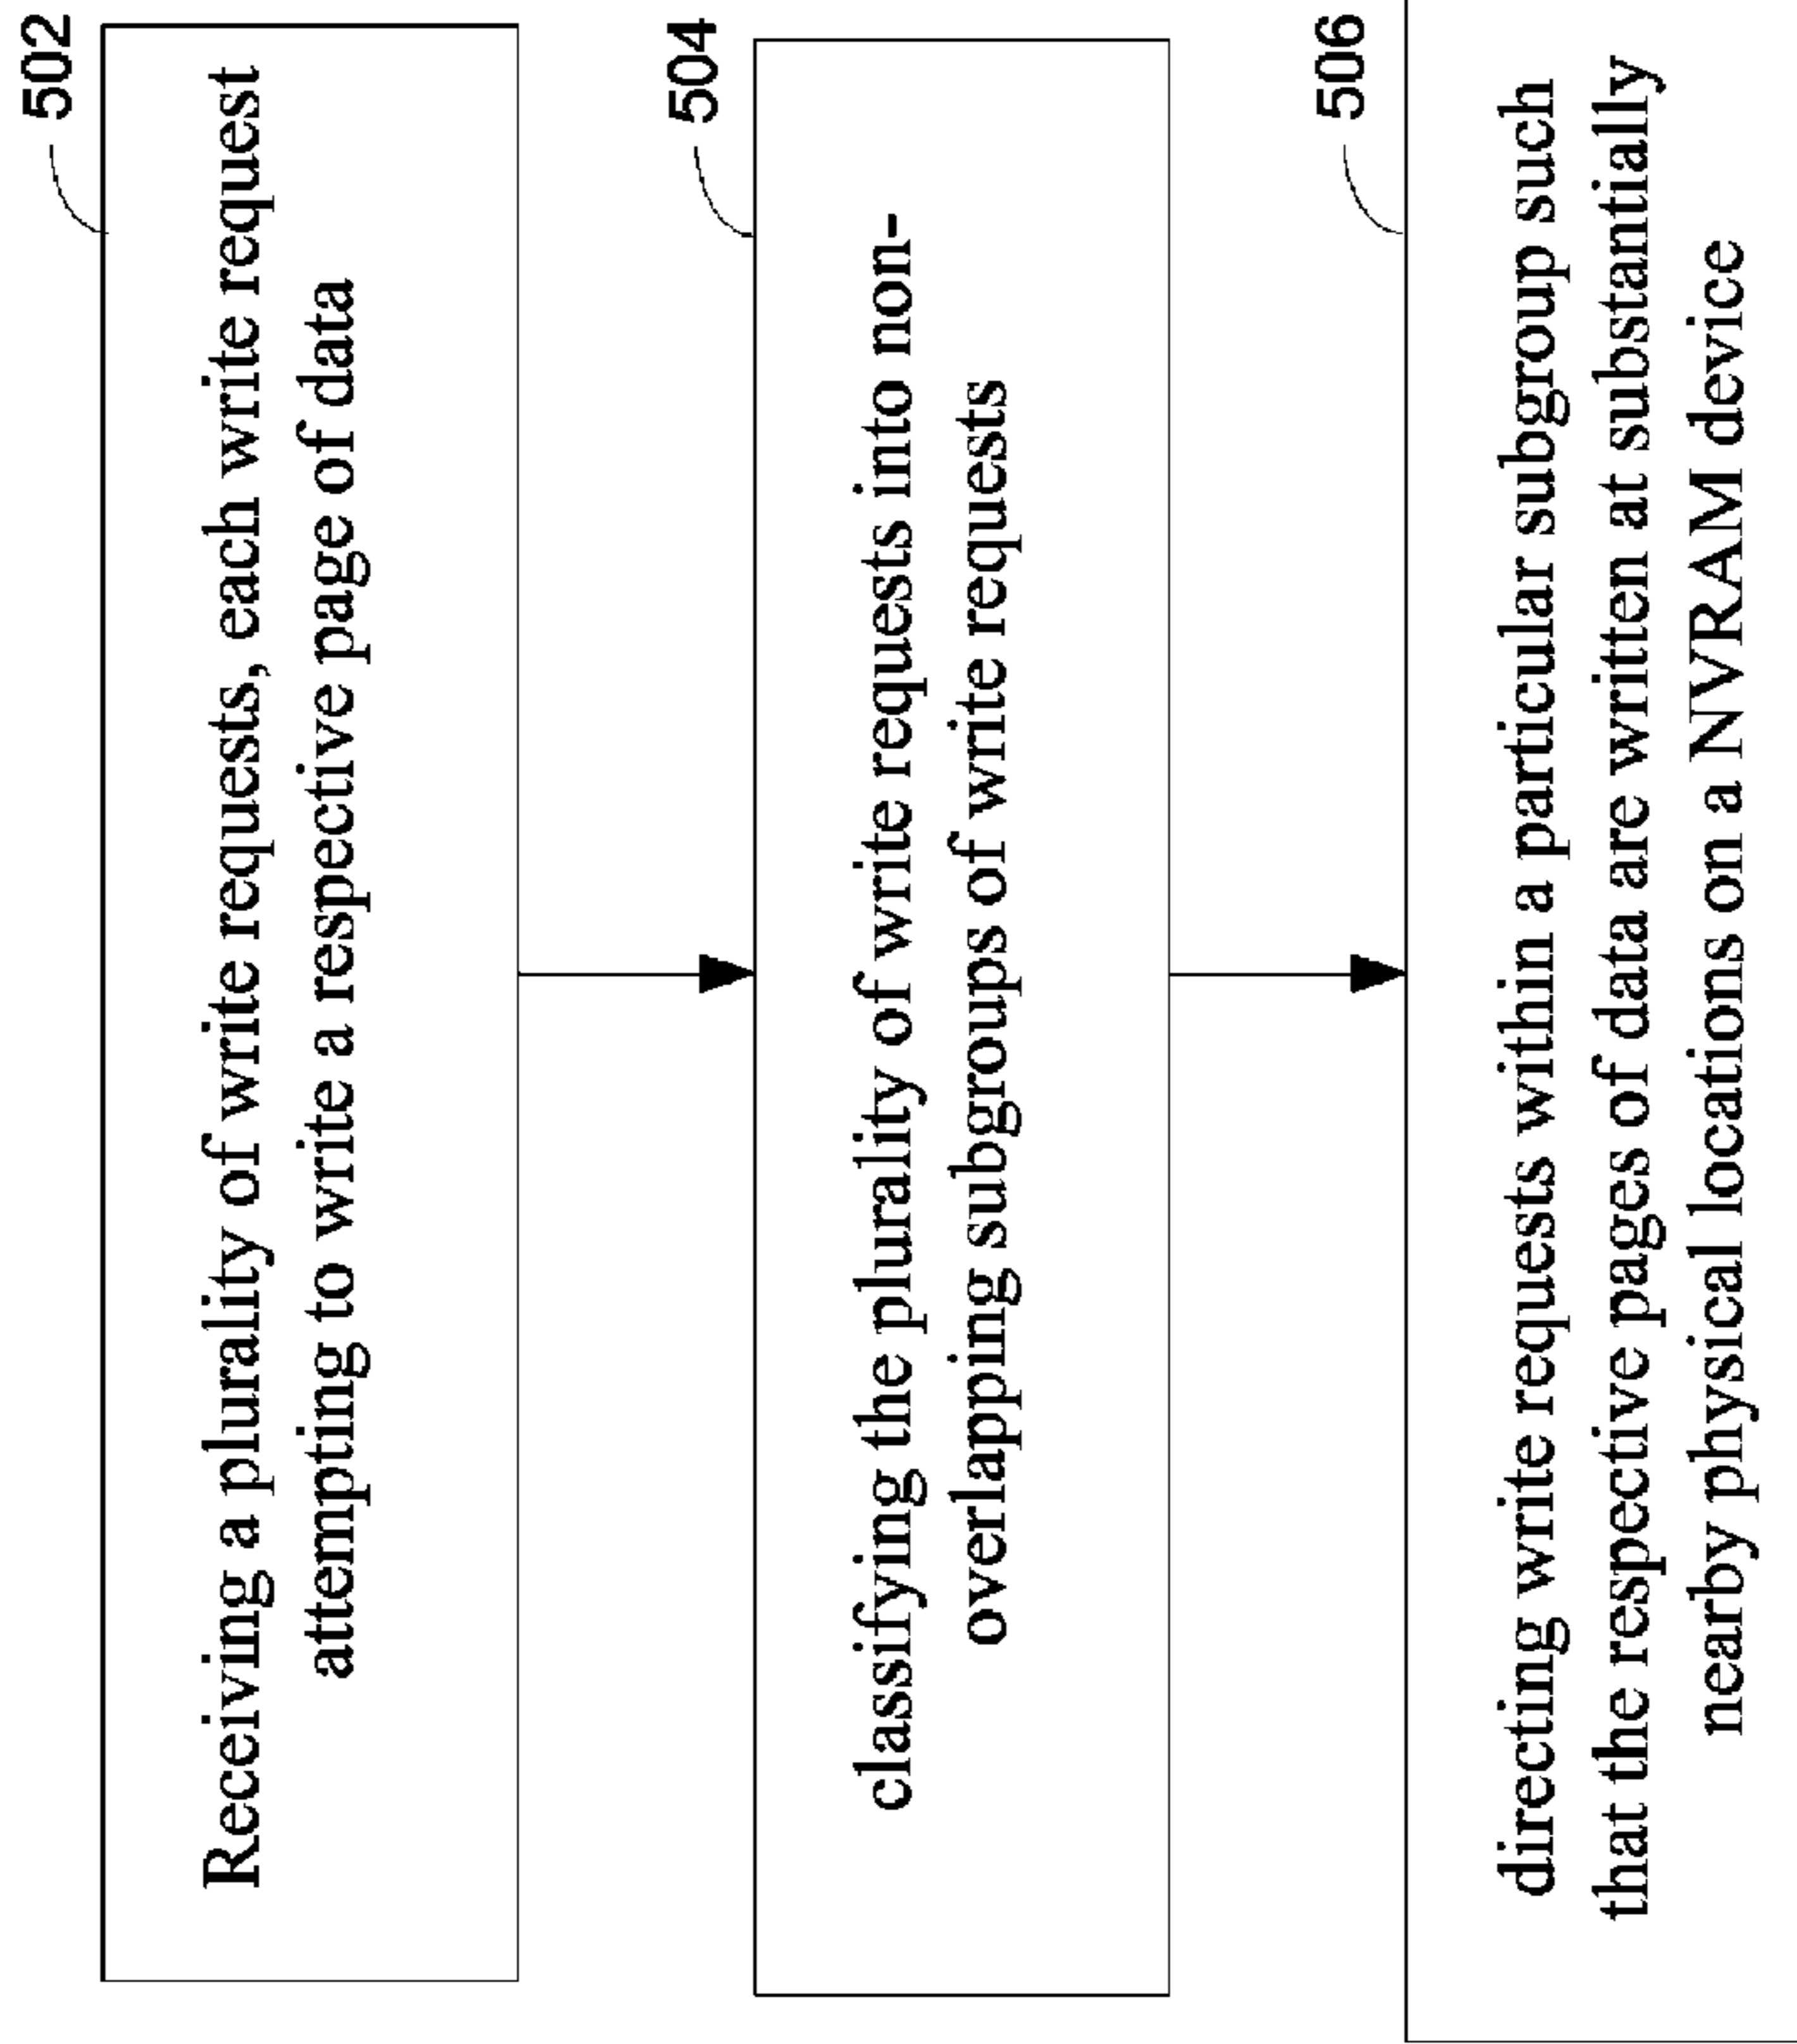 502
Receiving a plurality of write requests, each write request
attempting to write a respective page of data
504
classifying the plurality of write requests into non-
overlapping subgroups of write requests
506
directing write requests within a particular subgroup such
that the respective pages of data are written at substantially
nearby physical locations on a NVRAM device